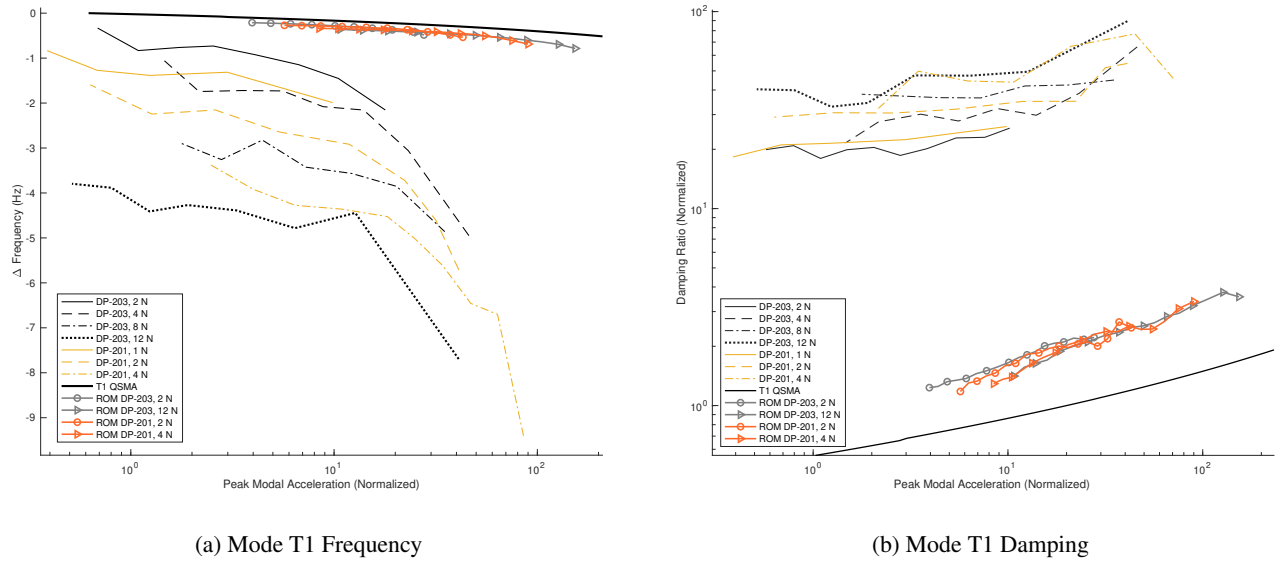 0
-1
-2
-3
-4
-5
-6
-7
-8
-9
Δ Frequency (Hz)
DP-203, 2 N
DP-203, 4 N
DP-203, 8 N
DP-203, 12 N
DP-201, 1 N
DP-201, 2 N
DP-201, 4 N
T1 QSMA
ROM DP-203, 2 N
ROM DP-203, 12 N
ROM DP-201, 2 N
ROM DP-201, 4 N
10^0 10^1 10^2
Peak Modal Acceleration (Normalized)
(a) Mode T1 Frequency
10^2
10^1
10^0
Damping Ratio (Normalized)
DP-203, 2 N
DP-203, 4 N
DP-203, 8 N
DP-203, 12 N
DP-201, 1 N
DP-201, 2 N
DP-201, 4 N
T1 QSMA
ROM DP-203, 2 N
ROM DP-203, 12 N
ROM DP-201, 2 N
ROM DP-201, 4 N
10^0 10^1 10^2
Peak Modal Acceleration (Normalized)
(b) Mode T1 Damping